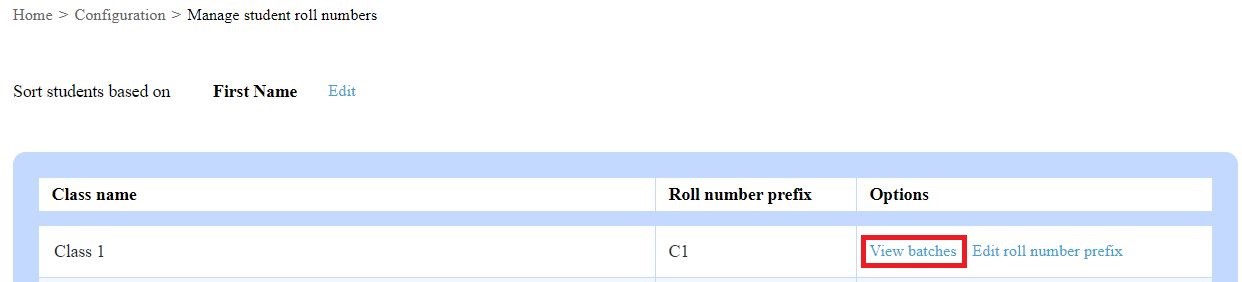 Home > Configuration > Manage student roll numbers
Sort students based on First Name Edit
Class name Roll number prefix Options
Class 1 C1 View batches Edit roll number prefix